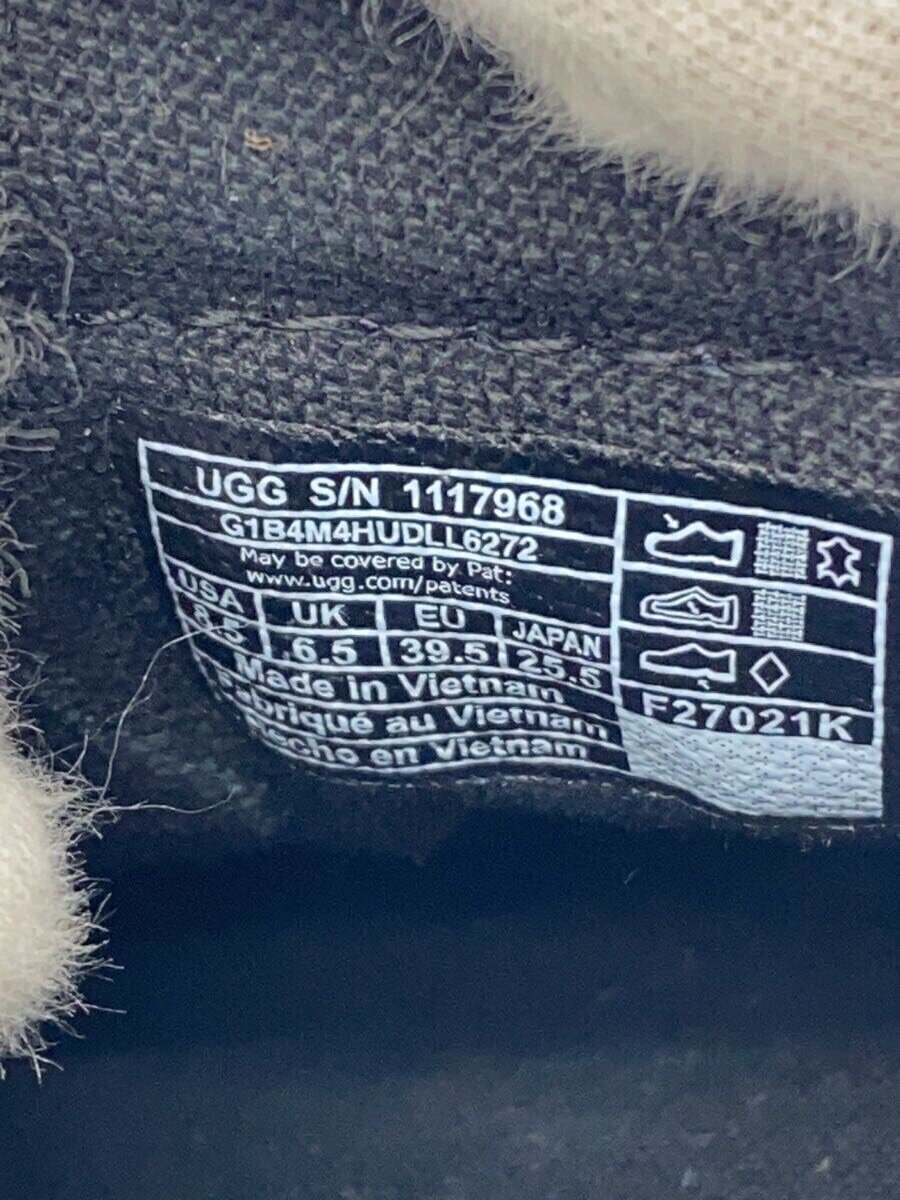 UGG S/N 1117968
G1B4M4HUDLL6272
May be covered by Pat:
www.ugg.com/patents
USA UK EU JAPAN
8.5 6.5 39.5 25.5
Made in Vietnam
Fabriqué au Vietnam
Hecho en Vietnam
F27021K